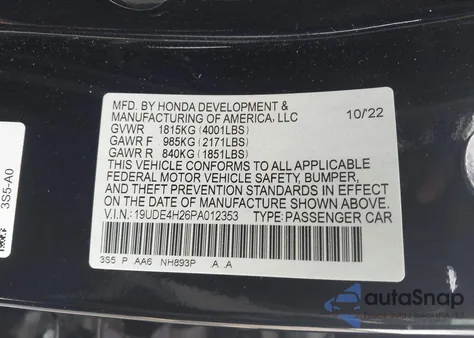 MFD. BY HONDA DEVELOPMENT &
MANUFACTURING OF AMERICA, LLC 10/22
GVWR 1815KG (4001LBS)
GAWR F 985KG (2171LBS)
GAWR R 840KG (1851LBS)
THIS VEHICLE CONFORMS TO ALL APPLICABLE
FEDERAL MOTOR VEHICLE SAFETY, BUMPER,
AND THEFT PREVENTION STANDARDS IN EFFECT
ON THE DATE OF MANUFACTURE SHOWN ABOVE.
V.I.N.: 19UDE4H26PA012353 TYPE: PASSENGER CAR
3S5 P AA6 NH893P .A .A
3S5-A0
autoSnap